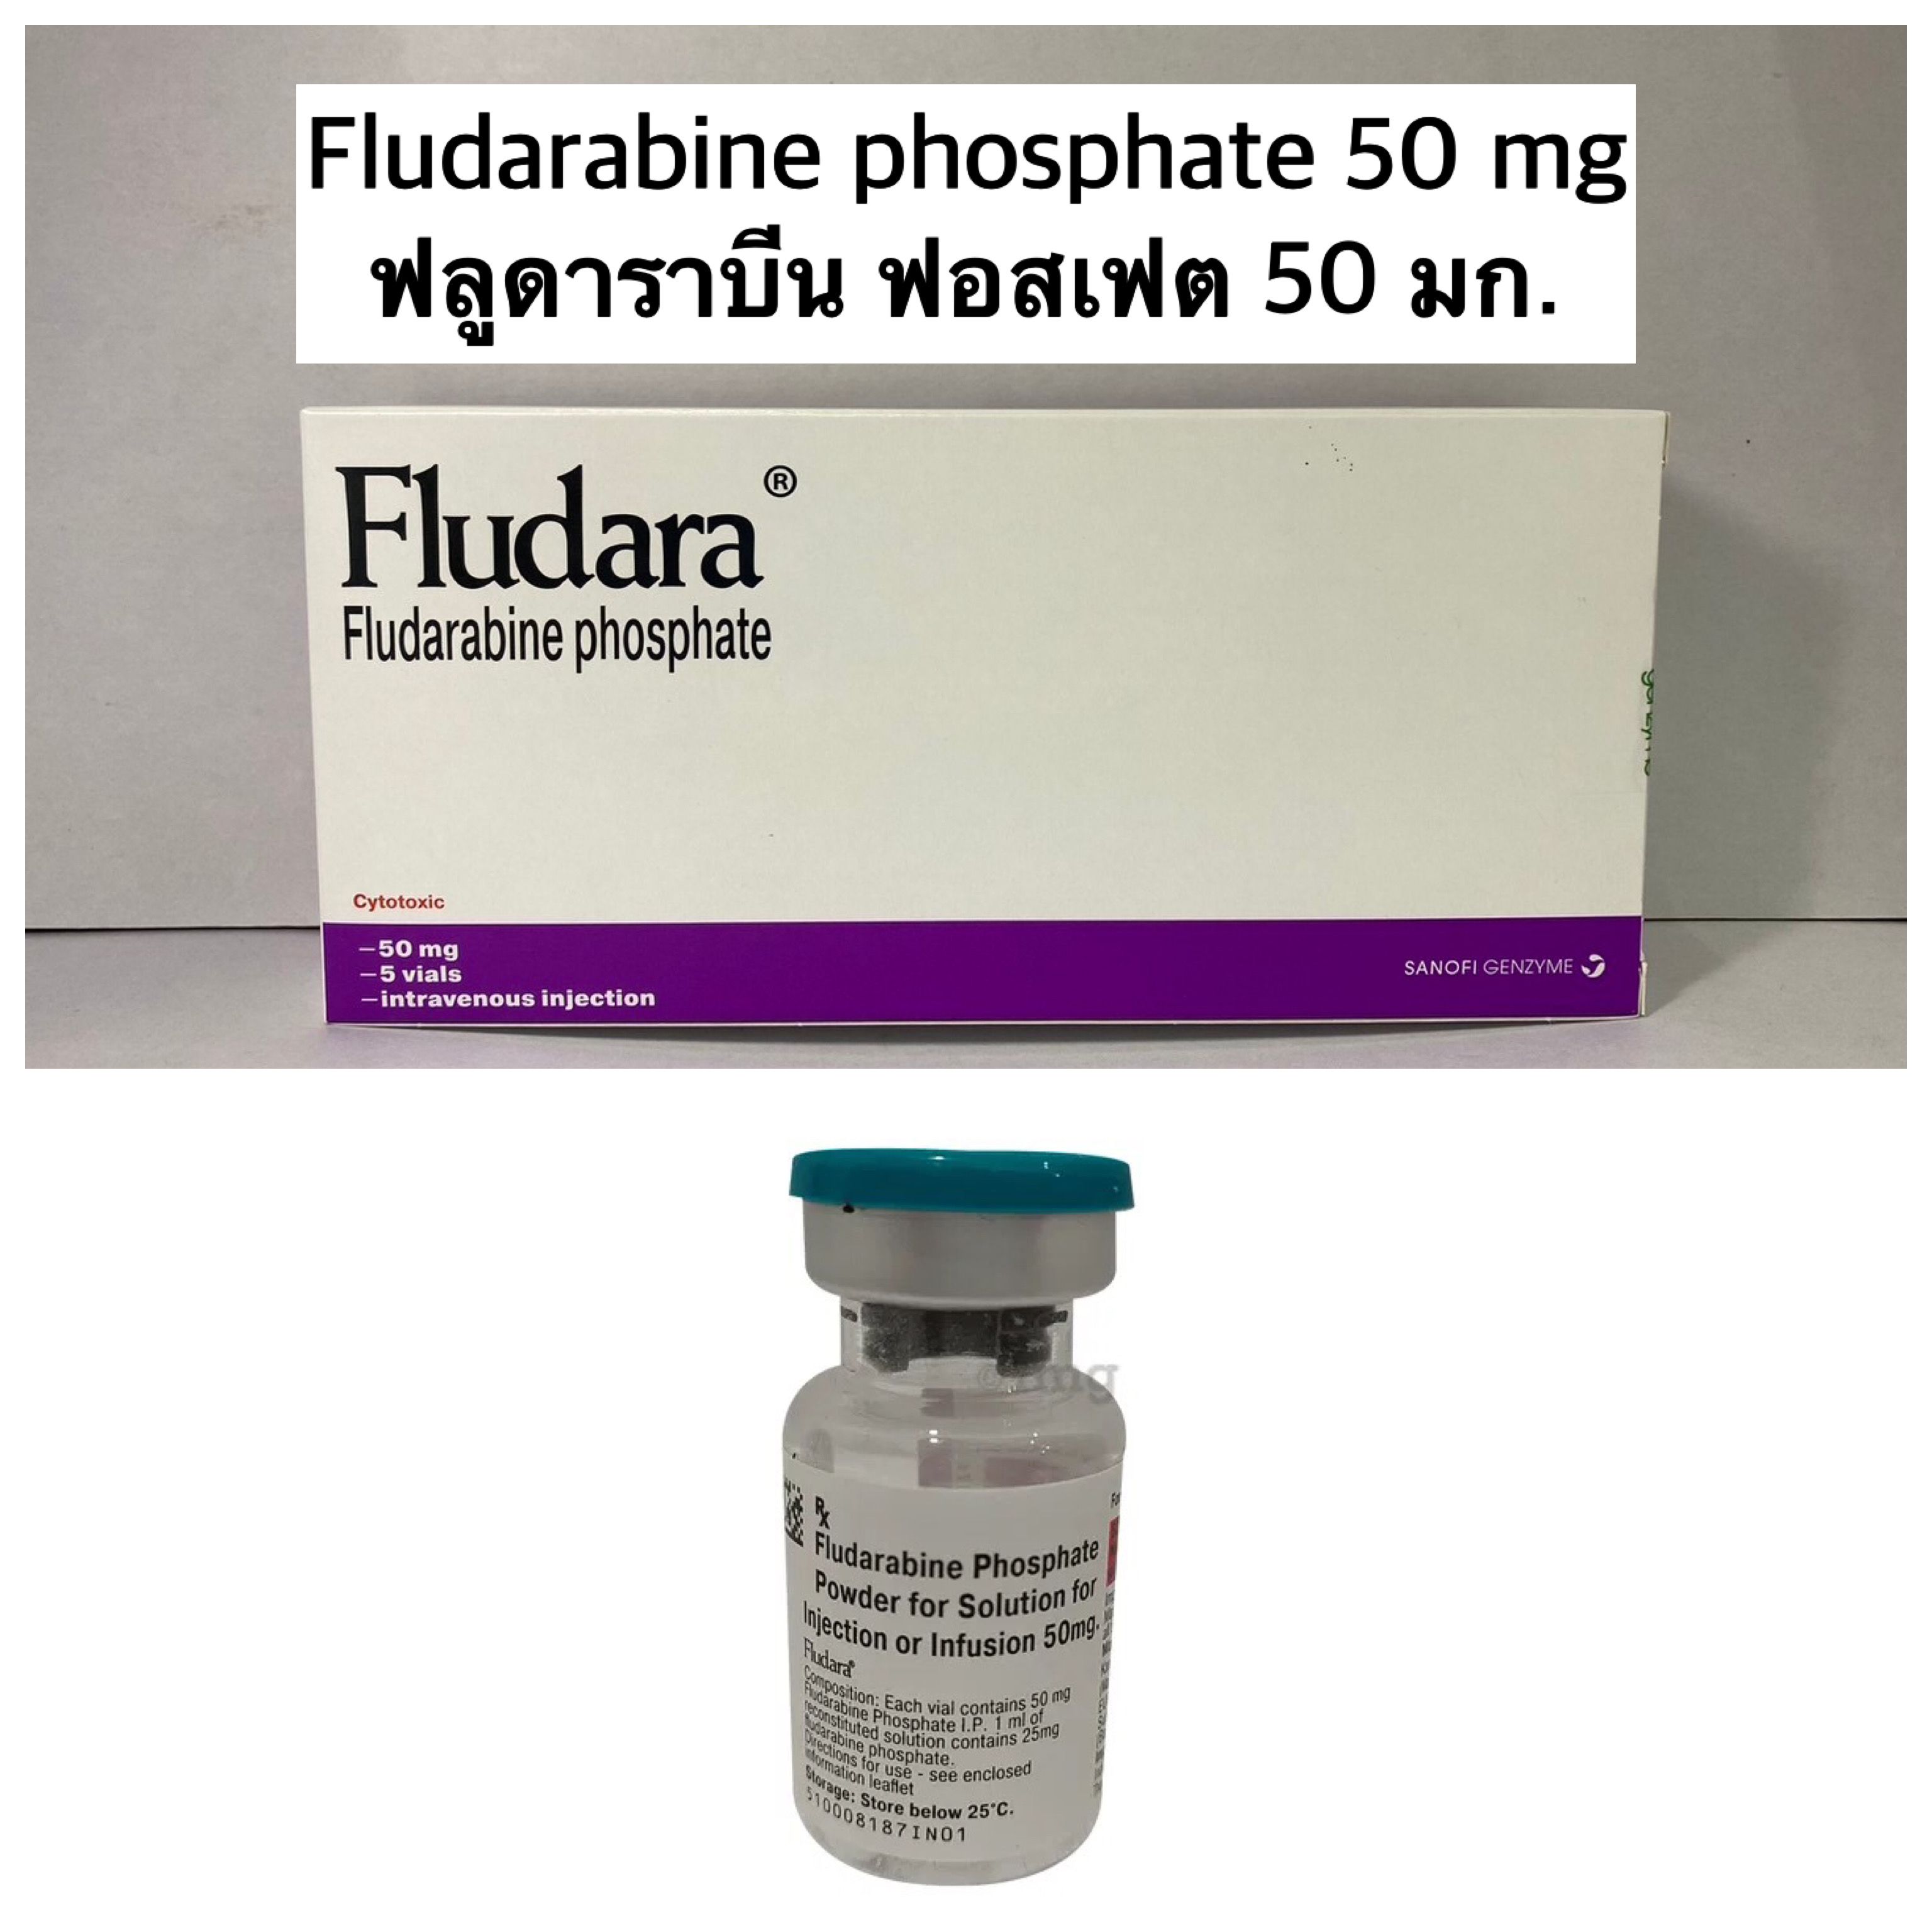 Fludarabine phosphate 50 mg
ฟลูดาราบีน ฟอสเฟต 50 มก.
Fludara®
Fludarabine phosphate
genzyme
Cytotoxic
–50 mg
–5 vials
–intravenous injection
SANOFI GENZYME
Rx
Fludarabine Phosphate
Powder for Solution for
Injection or Infusion 50mg.
Fludara®
Composition: Each vial contains 50 mg
Fludarabine Phosphate I.P. 1 ml of
reconstituted solution contains 25mg
fludarabine phosphate.
Directions for use - see enclosed
information leaflet
Storage: Store below 25°C.
510008187IN01